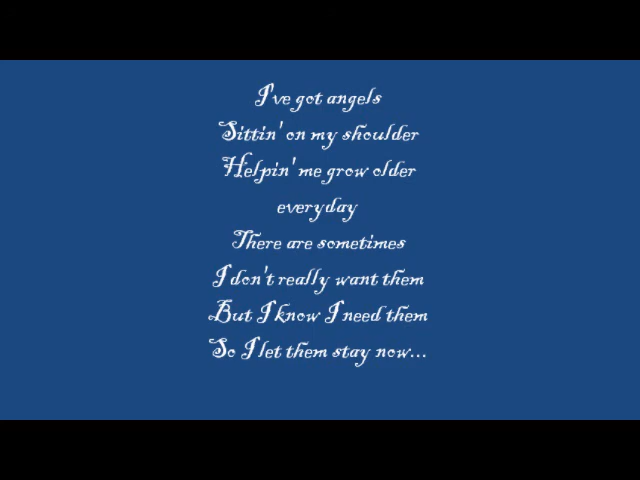 I've got angels
Sittin' on my shoulder
Helpin' me grow older
everyday
There are sometimes
I don't really want them
But I know I need them
So I let them stay now...